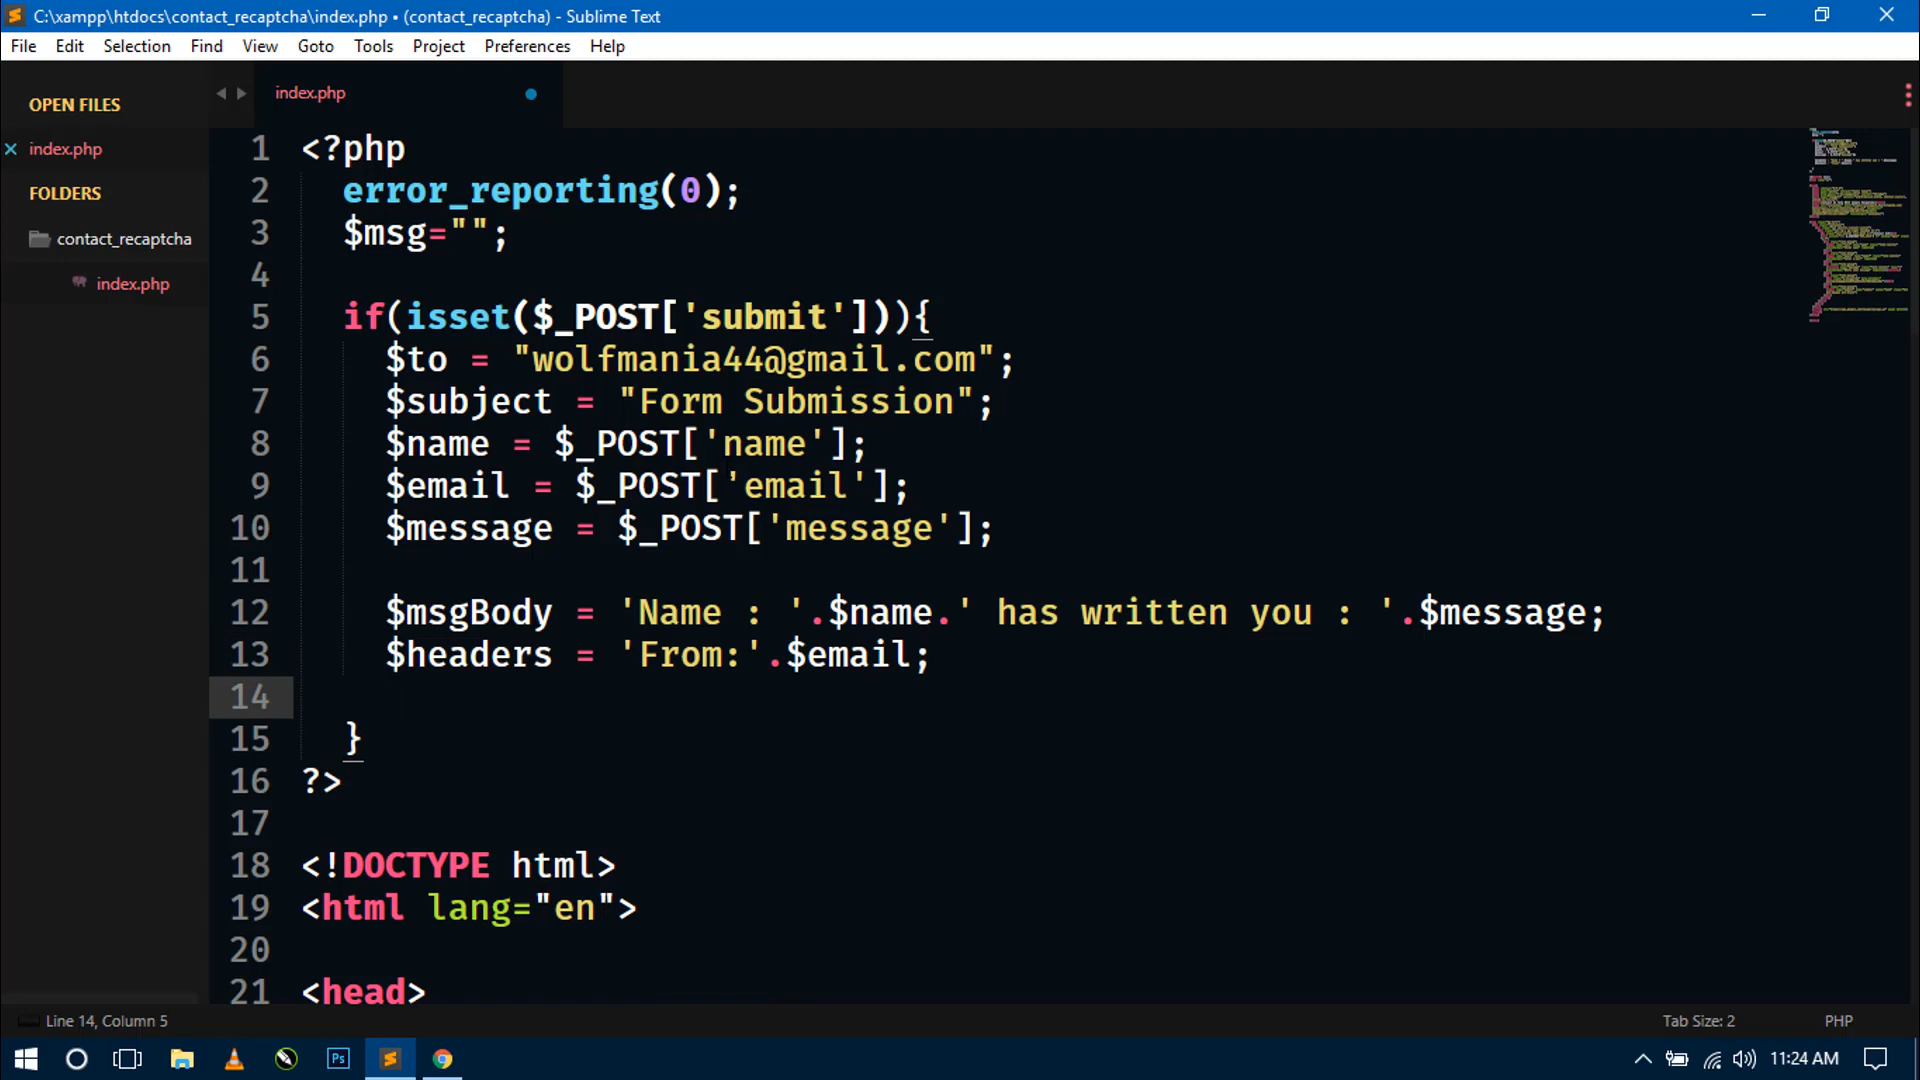 C:\xampp\htdocs\contact_recaptcha\index.php • (contact_recaptcha) - Sublime Text
File Edit Selection Find View Goto Tools Project Preferences Help
OPEN FILES
index.php
FOLDERS
contact_recaptcha
index.php
index.php
1 <?php
2 error_reporting(0);
3 $msg="";
4
5 if(isset($_POST['submit'])){
6 $to = "wolfmania44@gmail.com";
7 $subject = "Form Submission";
8 $name = $_POST['name'];
9 $email = $_POST['email'];
10 $message = $_POST['message'];
11
12 $msgBody = 'Name : '.$name.' has written you : '.$message;
13 $headers = 'From:'.$email;
14
15 }
16 ?>
17
18 <!DOCTYPE html>
19 <html lang="en">
20
21 <head>
Line 14, Column 5 Tab Size: 2 PHP
Ps 11:24 AM